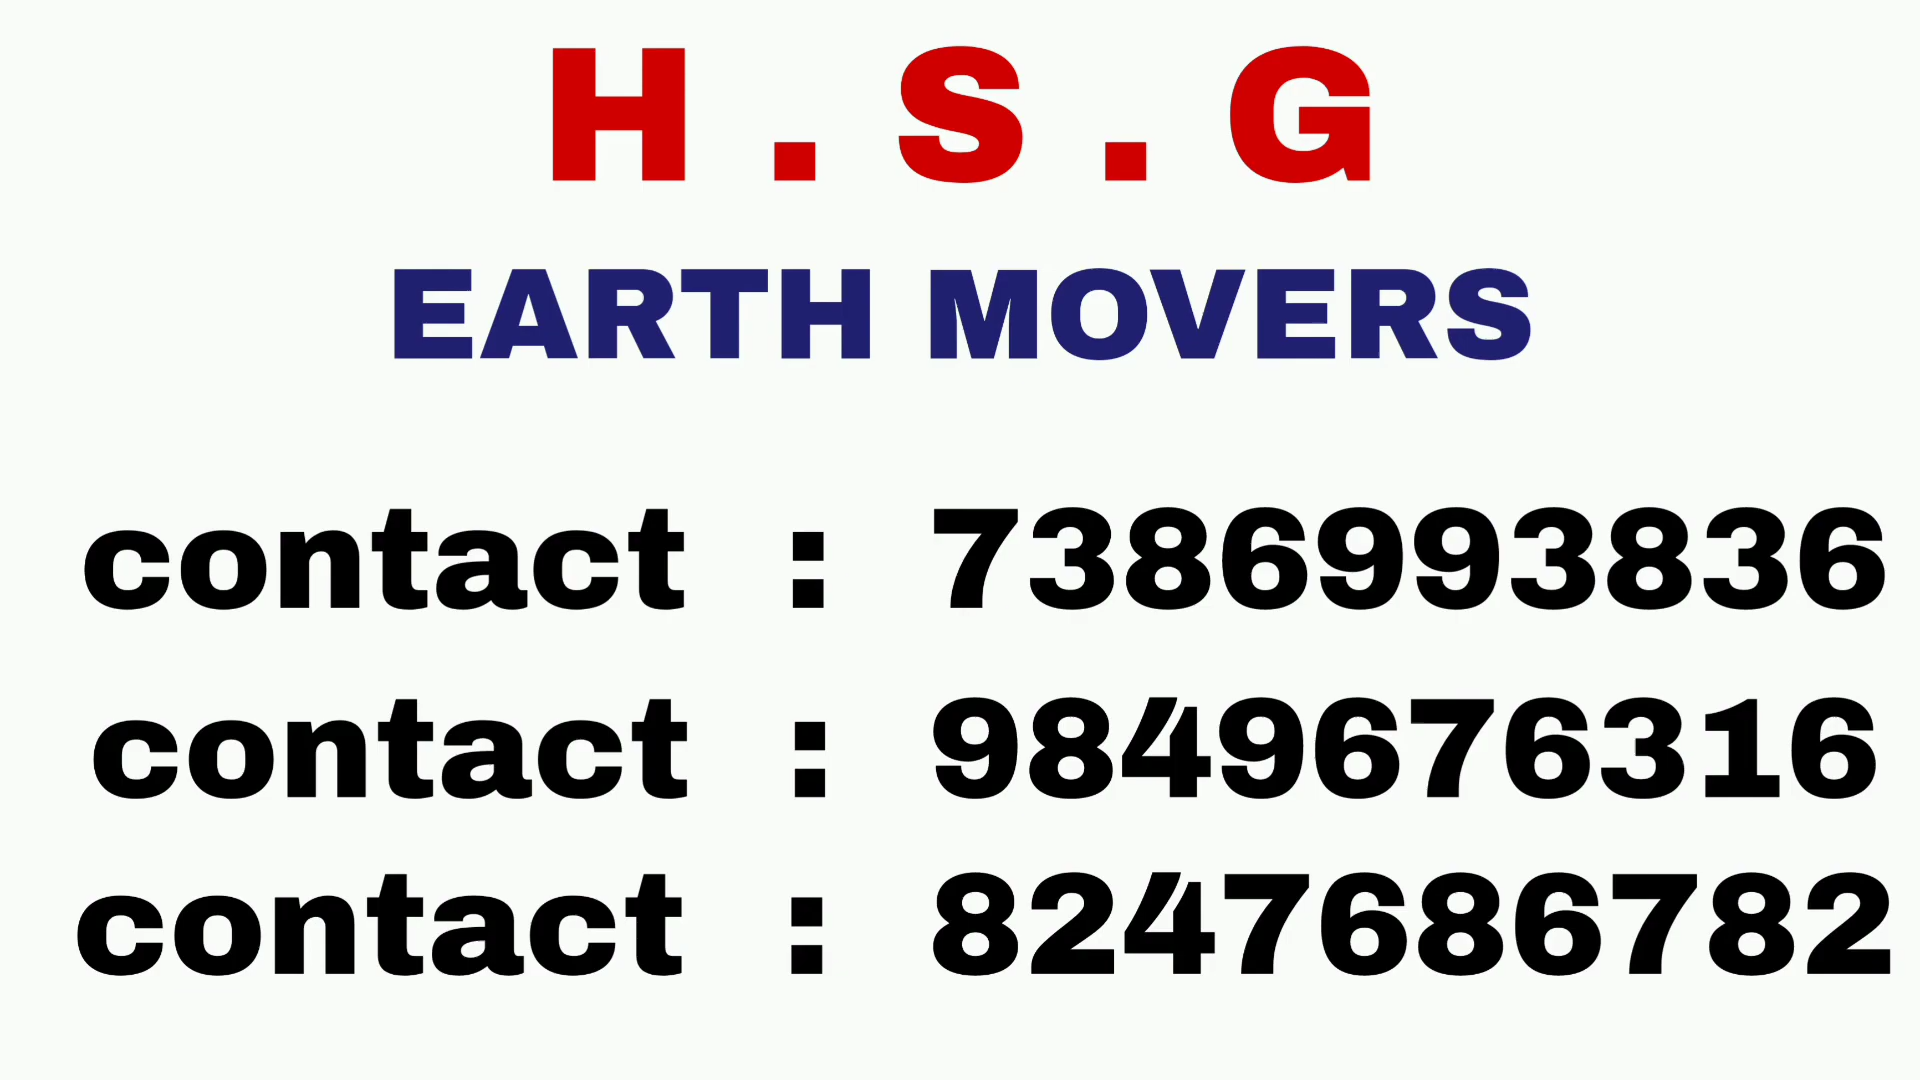 H . S . G
EARTH MOVERS
contact : 7386993836
contact : 9849676316
contact : 8247686782